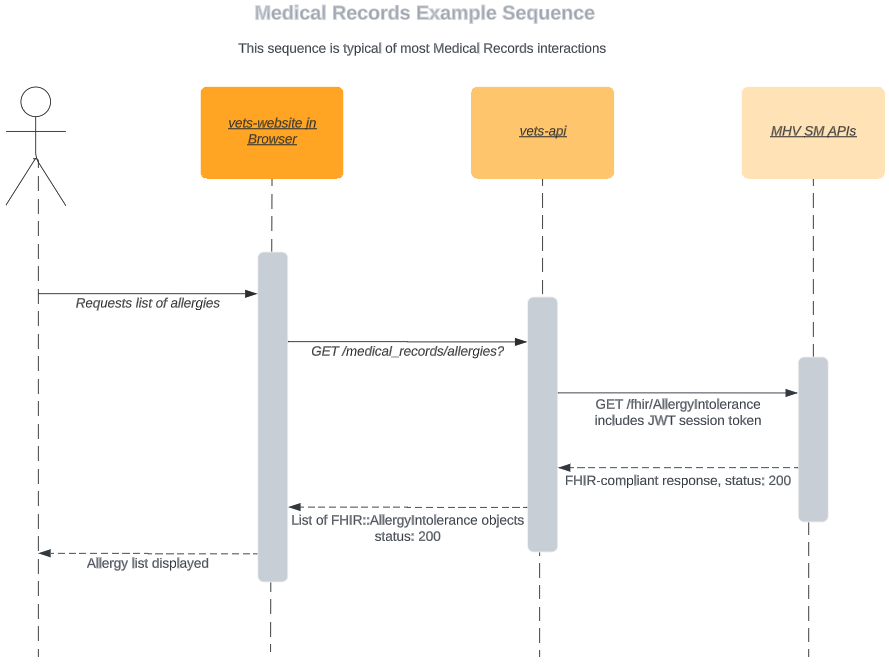 Medical Records Example Sequence
This sequence is typical of most Medical Records interactions
vets-website in
Browser
vets-api
MHV SM APIs
Requests list of allergies
GET /medical_records/allergies?
GET /fhir/AllergyIntolerance
includes JWT session token
FHIR-compliant response, status: 200
List of FHIR::AllergyIntolerance objects
status: 200
Allergy list displayed